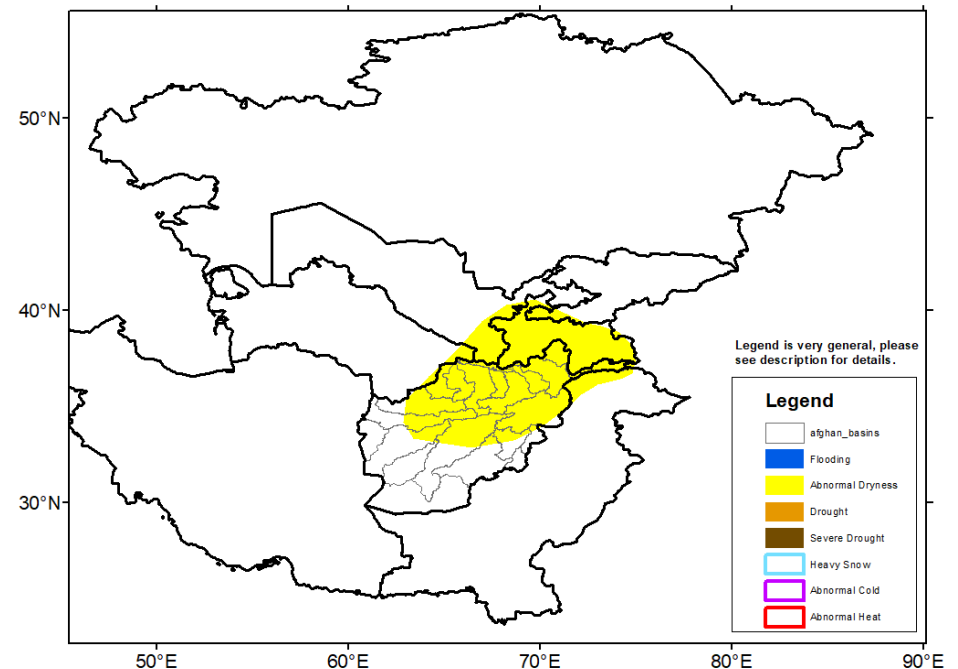 50°N
40°N
30°N
Legend is very general, please
see description for details.
Legend
afghan_basins
Flooding
Abnormal Dryness
Drought
Severe Drought
Heavy Snow
Abnormal Cold
Abnormal Heat
50°E
60°E
70°E
80°E
90°E